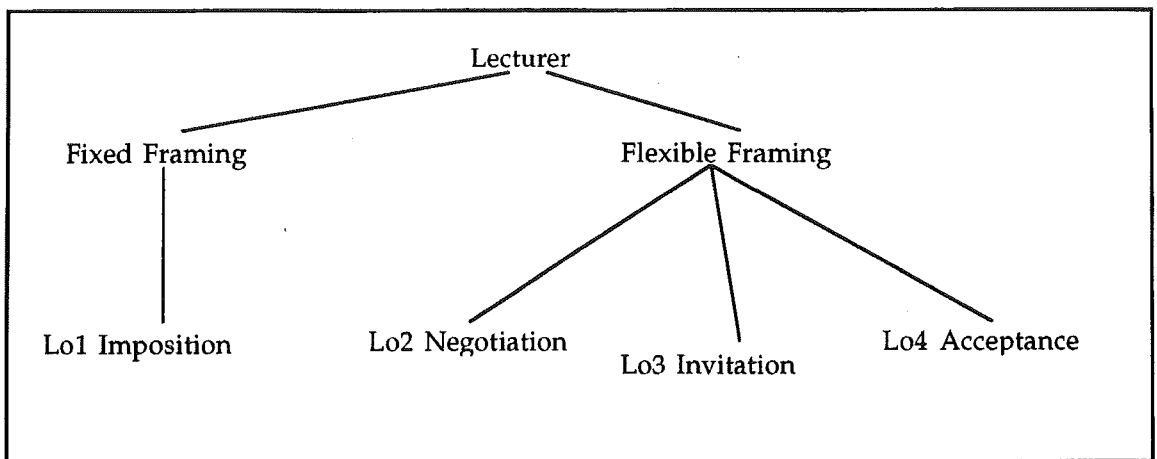 Lecturer
Fixed Framing
Flexible Framing
Lo1 Imposition
Lo2 Negotiation
Lo3 Invitation
Lo4 Acceptance